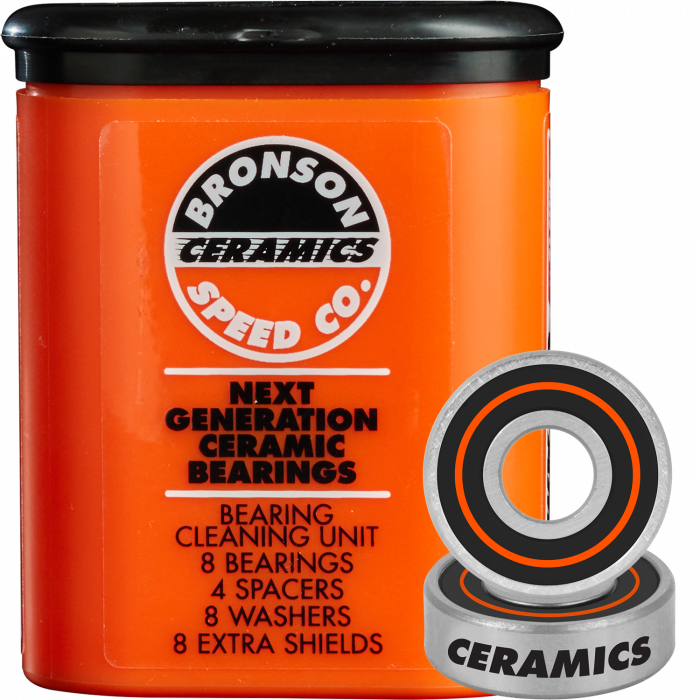 BRONSON
CERAMICS
SPEED CO.
NEXT
GENERATION
CERAMIC
BEARINGS
BEARING
CLEANING UNIT
8 BEARINGS
4 SPACERS
8 WASHERS
8 EXTRA SHIELDS
CERAMICS